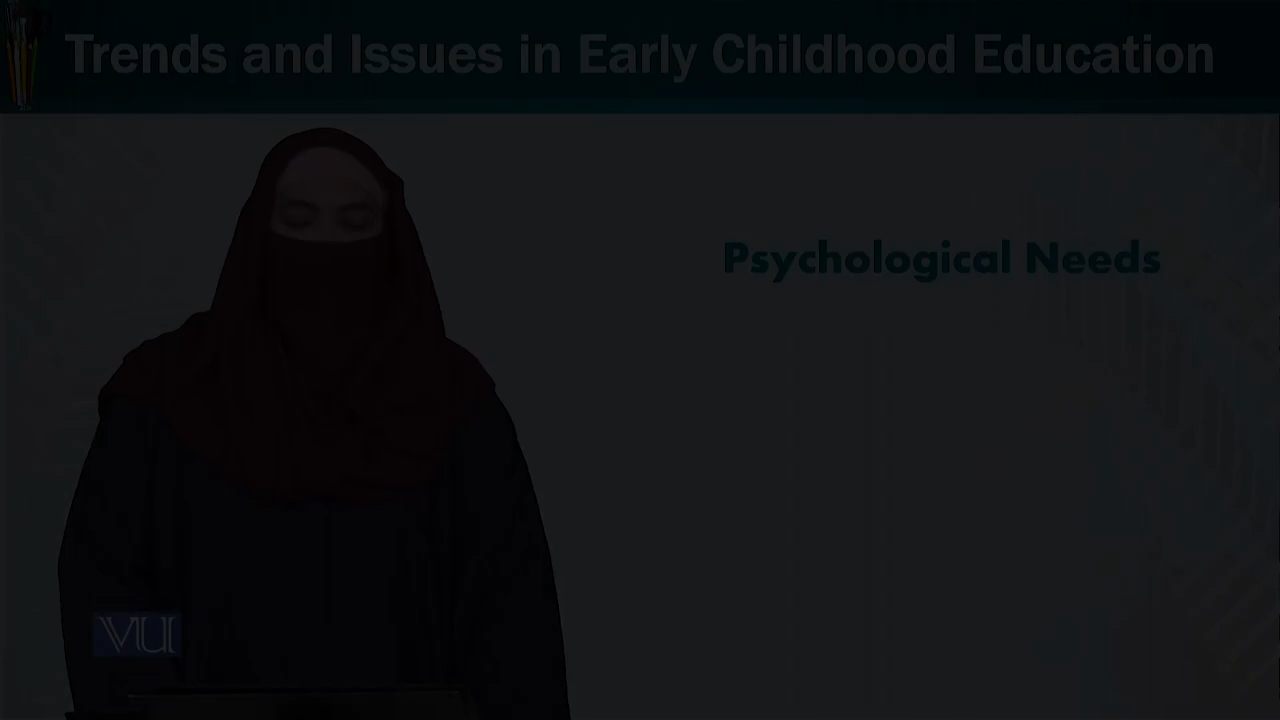 Trends and Issues in Early Childhood Education
Psychological Needs
VU